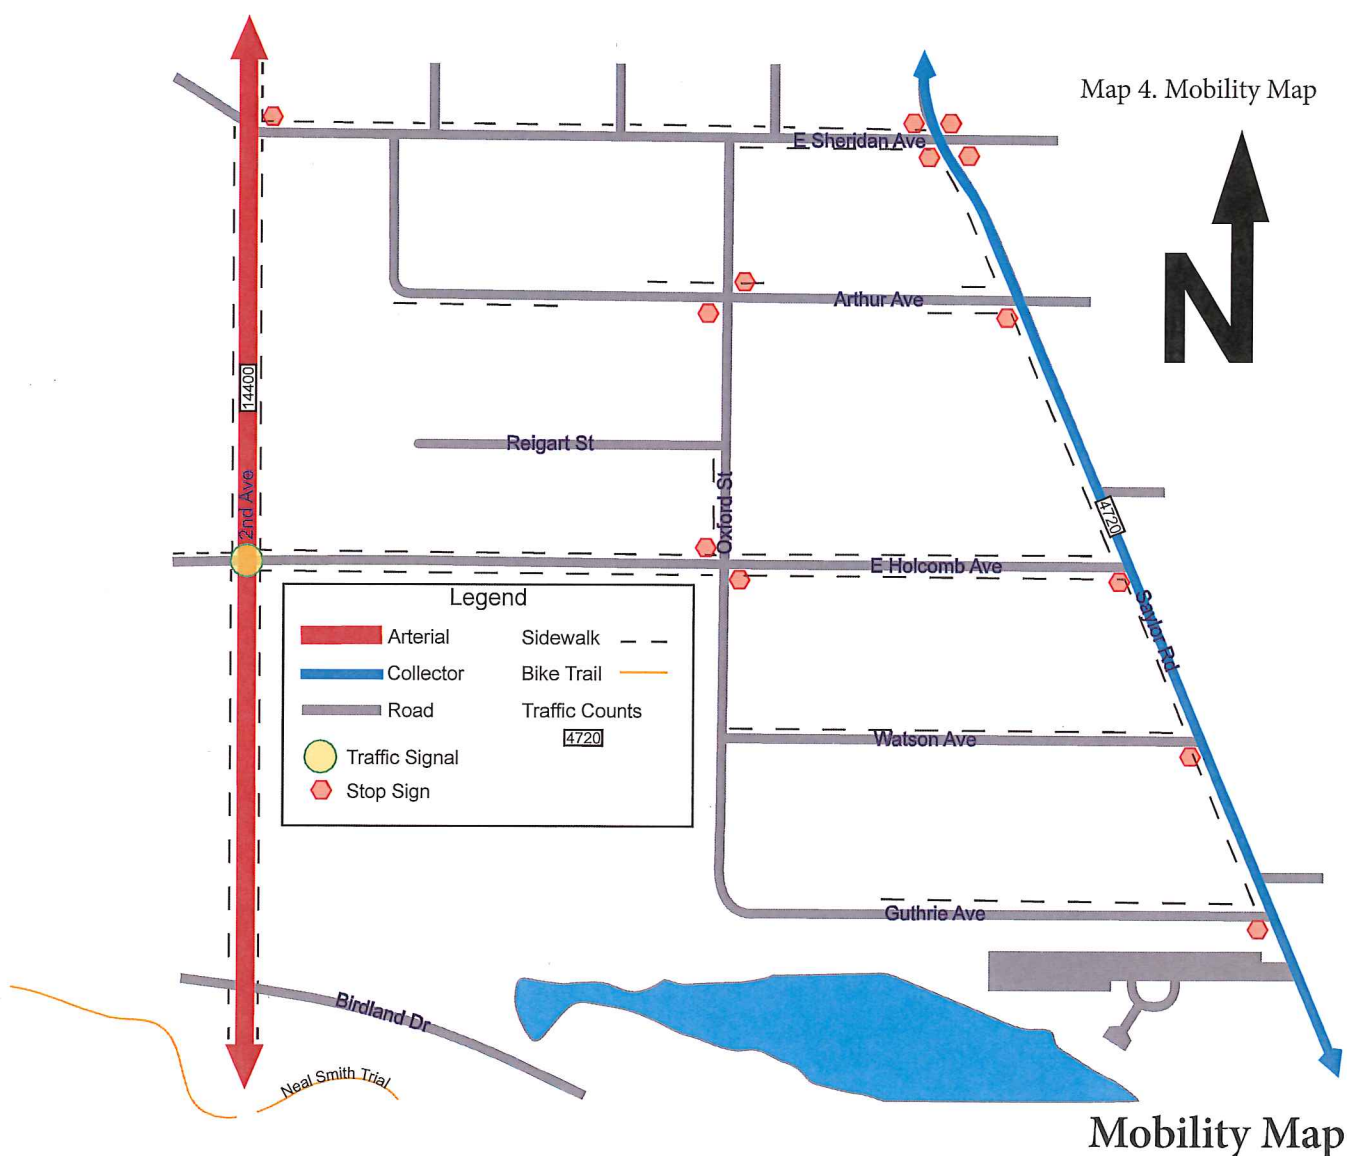 Map 4. Mobility Map
E Sheridan Ave
N
Arthur Ave
14400
Reigart St
2nd Ave
Oxford St
4720
E Holcomb Ave
Legend
Arterial
Sidewalk
Collector
Bike Trail
Road
Traffic Counts
4720
Traffic Signal
Stop Sign
Saylor Rd
Watson Ave
Guthrie Ave
Birdland Dr
Neal Smith Trial
Mobility Map